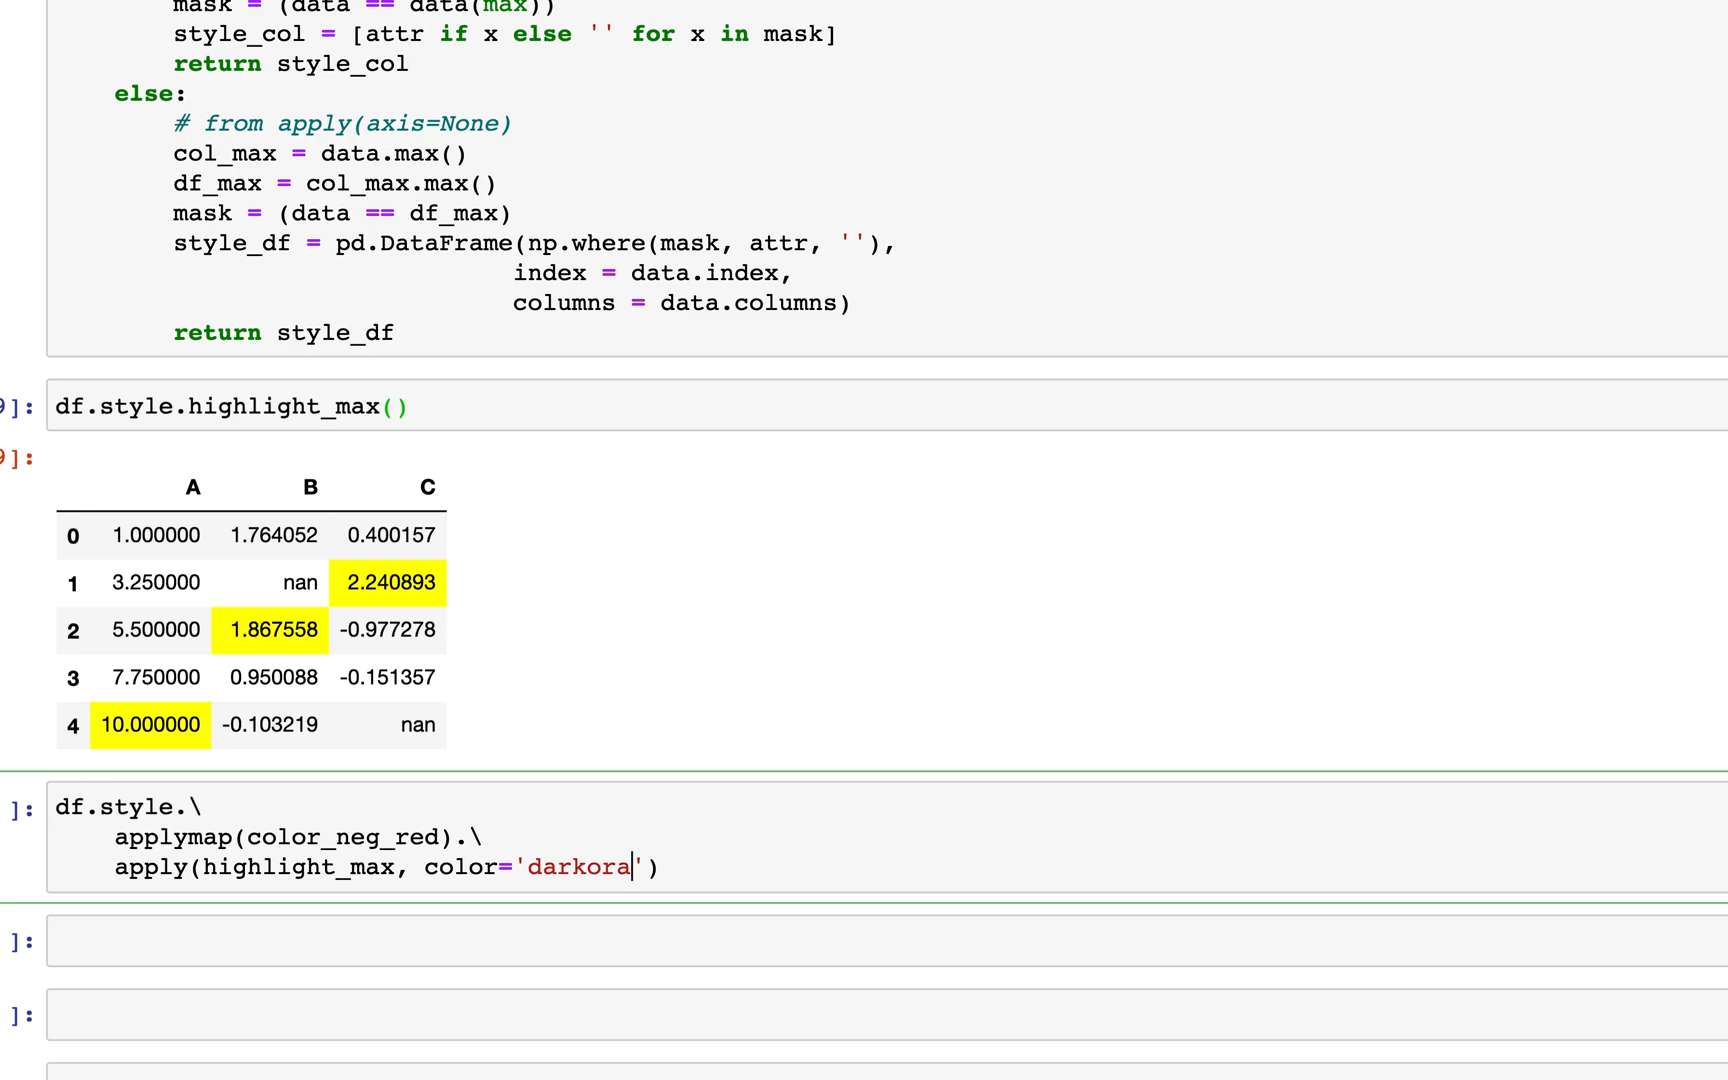 mask = (data == data(max))
style_col = [attr if x else '' for x in mask]
return style_col
else:
# from apply(axis=None)
col_max = data.max()
df_max = col_max.max()
mask = (data == df_max)
style_df = pd.DataFrame(np.where(mask, attr, ''),
index = data.index,
columns = data.columns)
return style_df
9]: df.style.highlight_max()
9]:
A B C
0 1.000000 1.764052 0.400157
1 3.250000 nan 2.240893
2 5.500000 1.867558 -0.977278
3 7.750000 0.950088 -0.151357
4 10.000000 -0.103219 nan
]: df.style.\
applymap(color_neg_red).\
apply(highlight_max, color='darkora')
]:
]: